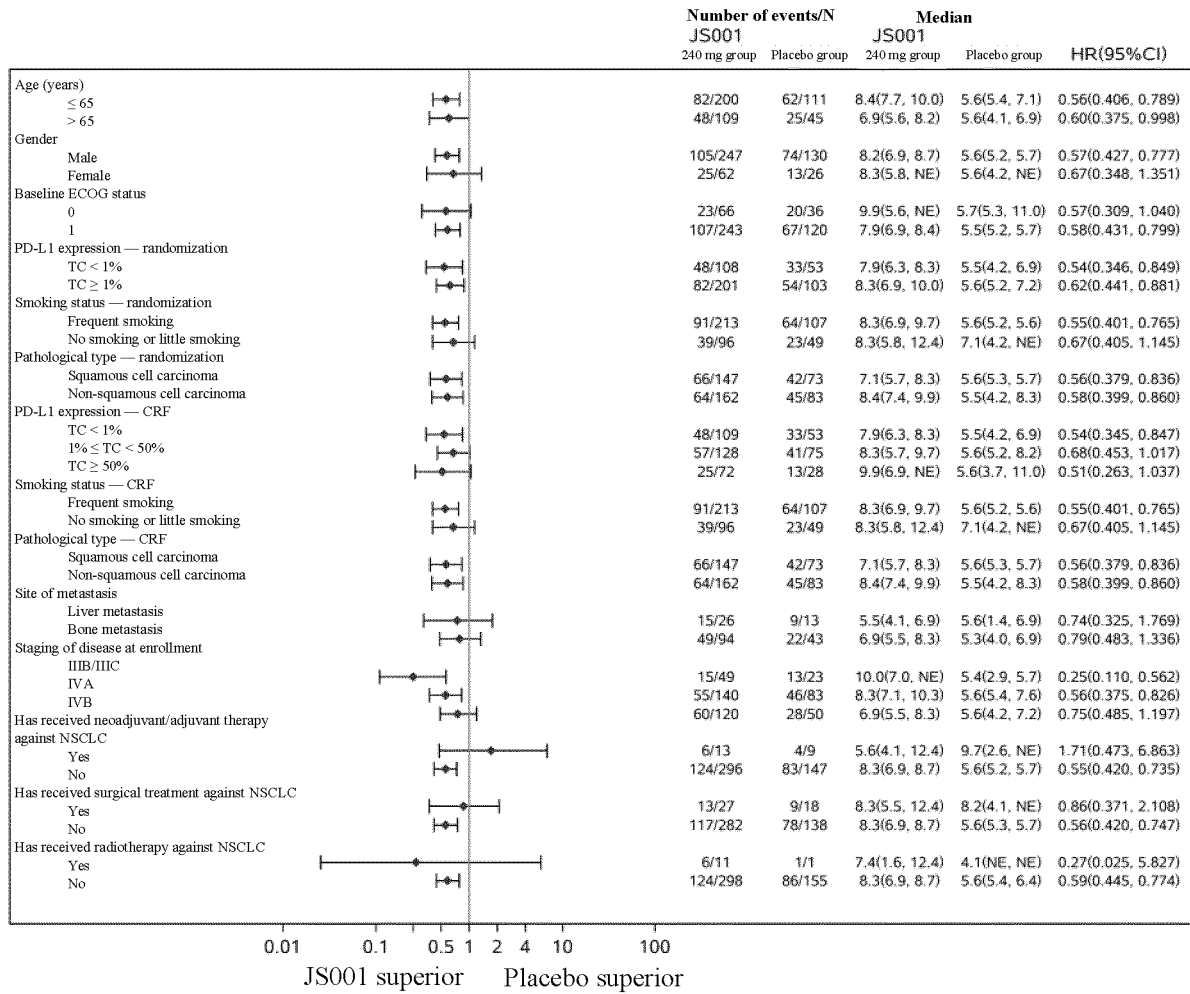 Number of events/N Median
JS001 JS001
240 mg group Placebo group 240 mg group Placebo group HR(95%CI)
Age (years)
≤ 65 82/200 62/111 8.4(7.7, 10.0) 5.6(5.4, 7.1) 0.56(0.406, 0.789)
> 65 48/109 25/45 6.9(5.6, 8.2) 5.6(4.1, 6.9) 0.60(0.375, 0.998)
Gender
Male 105/247 74/130 8.2(6.9, 8.7) 5.6(5.2, 5.7) 0.57(0.427, 0.777)
Female 25/62 13/26 8.3(5.8, NE) 5.6(4.2, NE) 0.67(0.348, 1.351)
Baseline ECOG status
0 23/66 20/36 9.9(5.6, NE) 5.7(5.3, 11.0) 0.57(0.309, 1.040)
1 107/243 67/120 7.9(6.9, 8.4) 5.5(5.2, 5.7) 0.58(0.431, 0.799)
PD-L1 expression — randomization
TC < 1% 48/108 33/53 7.9(6.3, 8.3) 5.5(4.2, 6.9) 0.54(0.346, 0.849)
TC ≥ 1% 82/201 54/103 8.3(6.9, 10.0) 5.6(5.2, 7.2) 0.62(0.441, 0.881)
Smoking status — randomization
Frequent smoking 91/213 64/107 8.3(6.9, 9.7) 5.6(5.2, 5.6) 0.55(0.401, 0.765)
No smoking or little smoking 39/96 23/49 8.3(5.8, 12.4) 7.1(4.2, NE) 0.67(0.405, 1.145)
Pathological type — randomization
Squamous cell carcinoma 66/147 42/73 7.1(5.7, 8.3) 5.6(5.3, 5.7) 0.56(0.379, 0.836)
Non-squamous cell carcinoma 64/162 45/83 8.4(7.4, 9.9) 5.5(4.2, 8.3) 0.58(0.399, 0.860)
PD-L1 expression — CRF
TC < 1% 48/109 33/53 7.9(6.3, 8.3) 5.5(4.2, 6.9) 0.54(0.345, 0.847)
1% ≤ TC < 50% 57/128 41/75 8.3(5.7, 9.7) 5.6(5.2, 8.2) 0.68(0.453, 1.017)
TC ≥ 50% 25/72 13/28 9.9(6.9, NE) 5.6(3.7, 11.0) 0.51(0.263, 1.037)
Smoking status — CRF
Frequent smoking 91/213 64/107 8.3(6.9, 9.7) 5.6(5.2, 5.6) 0.55(0.401, 0.765)
No smoking or little smoking 39/96 23/49 8.3(5.8, 12.4) 7.1(4.2, NE) 0.67(0.405, 1.145)
Pathological type — CRF
Squamous cell carcinoma 66/147 42/73 7.1(5.7, 8.3) 5.6(5.3, 5.7) 0.56(0.379, 0.836)
Non-squamous cell carcinoma 64/162 45/83 8.4(7.4, 9.9) 5.5(4.2, 8.3) 0.58(0.399, 0.860)
Site of metastasis
Liver metastasis 15/26 9/13 5.5(4.1, 6.9) 5.6(1.4, 6.9) 0.74(0.325, 1.769)
Bone metastasis 49/94 22/43 6.9(5.5, 8.3) 5.3(4.0, 6.9) 0.79(0.483, 1.336)
Staging of disease at enrollment
IIIB/IIIC 15/49 13/23 10.0(7.0, NE) 5.4(2.9, 5.7) 0.25(0.110, 0.562)
IVA 55/140 46/83 8.3(7.1, 10.3) 5.6(5.4, 7.6) 0.56(0.375, 0.826)
IVB 60/120 28/50 6.9(5.5, 8.3) 5.6(4.2, 7.2) 0.75(0.485, 1.197)
Has received neoadjuvant/adjuvant therapy
against NSCLC
Yes 6/13 4/9 5.6(4.1, 12.4) 9.7(2.6, NE) 1.71(0.473, 6.863)
No 124/296 83/147 8.3(6.9, 8.7) 5.6(5.2, 5.7) 0.55(0.420, 0.735)
Has received surgical treatment against NSCLC
Yes 13/27 9/18 8.3(5.5, 12.4) 8.2(4.1, NE) 0.86(0.371, 2.108)
No 117/282 78/138 8.3(6.9, 8.7) 5.6(5.3, 5.7) 0.56(0.420, 0.747)
Has received radiotherapy against NSCLC
Yes 6/11 1/1 7.4(1.6, 12.4) 4.1(NE, NE) 0.27(0.025, 5.827)
No 124/298 86/155 8.3(6.9, 8.7) 5.6(5.4, 6.4) 0.59(0.445, 0.774)
0.01 0.1 0.5 1 2 4 10 100
JS001 superior Placebo superior